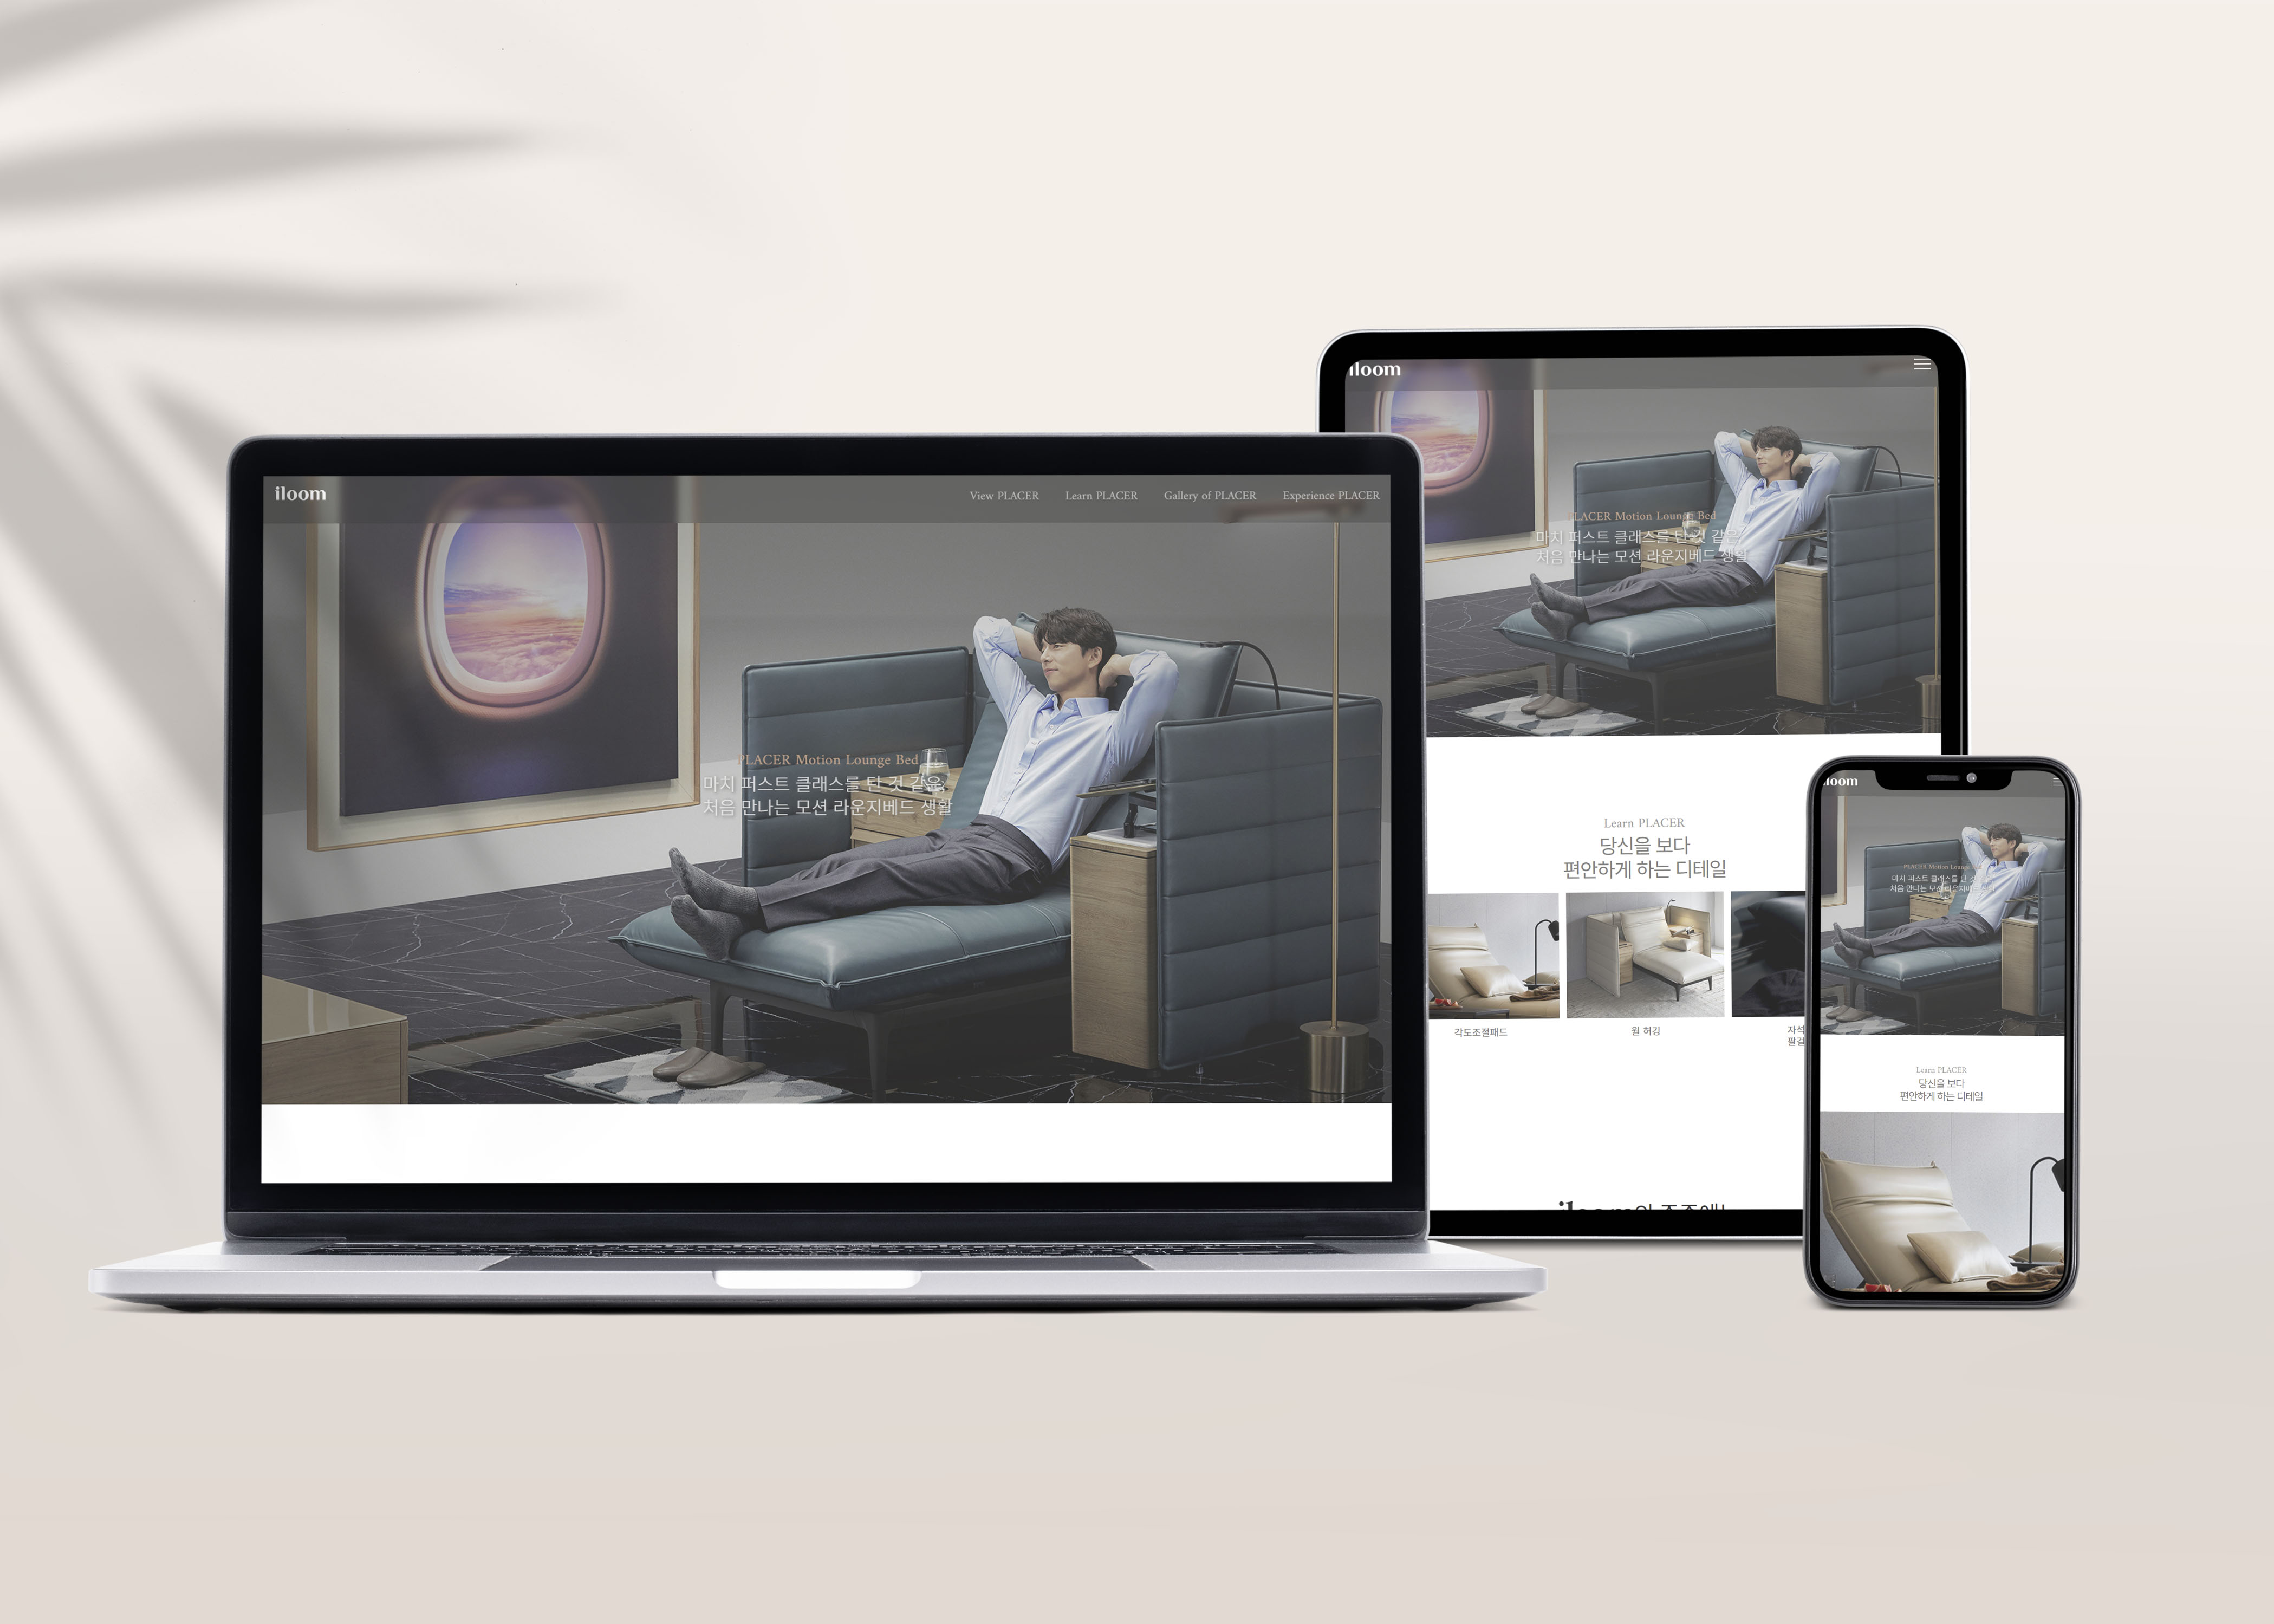 iloom
View PLACER
Learn PLACER
Gallery of PLACER
Experience PLACER
PLACER Motion Lounge Bed
마치 퍼스트 클래스를 탄 것 같은,
처음 만나는 모션 라운지베드 생활
iloom
PLACER Motion Lounge Bed
마치 퍼스트 클래스를 탄 것 같은,
처음 만나는 모션 라운지베드 생활
Learn PLACER
당신을 보다
편안하게 하는 디테일
각도조절패드
월 허깅
자석
팔걸
iloom
PLACER Motion Lounge
마치 퍼스트 클래스를 탄 것
처음 만나는 모션 라운지베드
Learn PLACER
당신을 보다
편안하게 하는 디테일